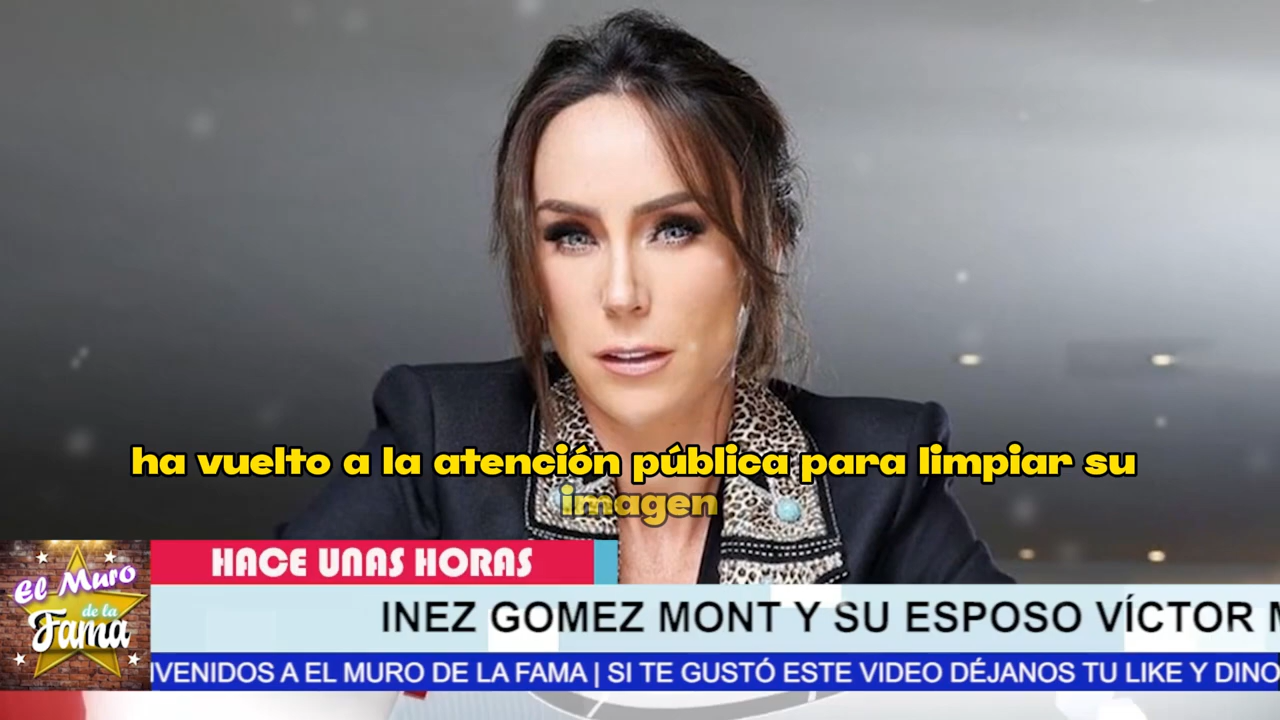 ha vuelto a la atención pública para limpiar su
imagen
HACE UNAS HORAS
El Muro
de la
Fama
INEZ GOMEZ MONT Y SU ESPOSO VÍCTOR M
VENIDOS A EL MURO DE LA FAMA | SI TE GUSTÓ ESTE VIDEO DÉJANOS TU LIKE Y DINO